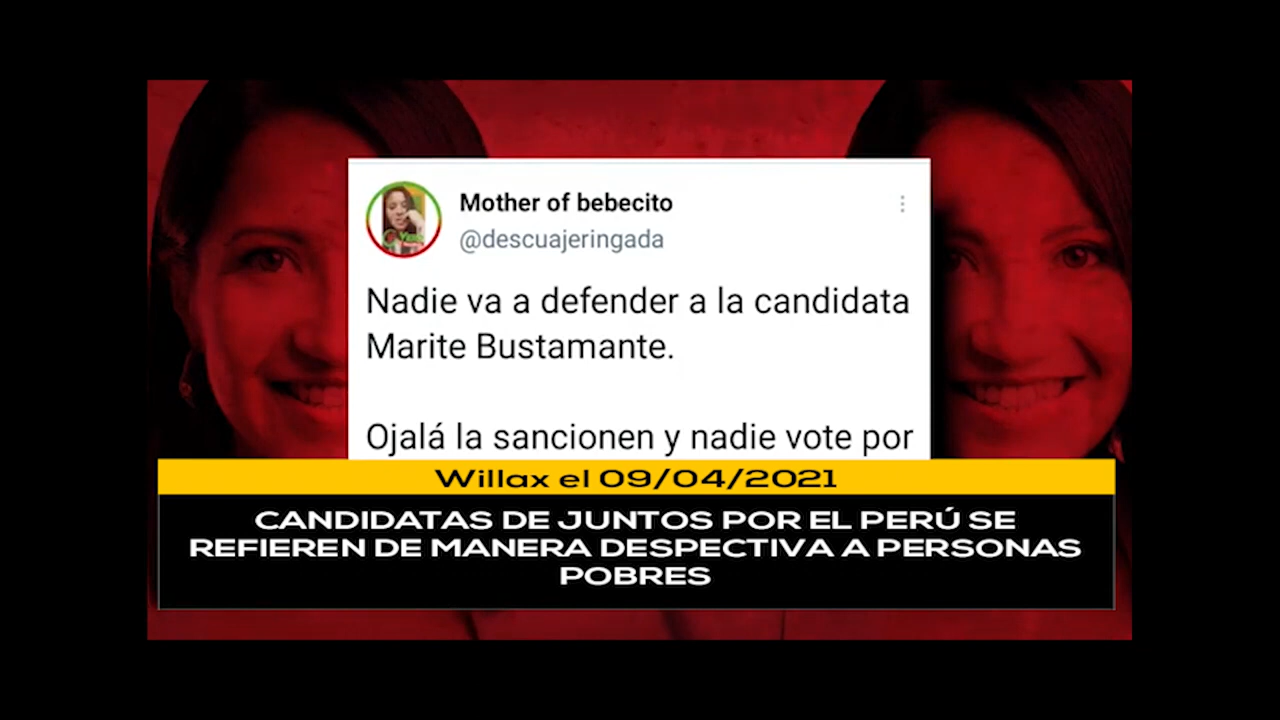 Mother of bebecito
@descuajeringada
Nadie va a defender a la candidata
Marite Bustamante.
Ojalá la sancionen y nadie vote por
Willax el 09/04/2021
CANDIDATAS DE JUNTOS POR EL PERÚ SE
REFIEREN DE MANERA DESPECTIVA A PERSONAS
POBRES